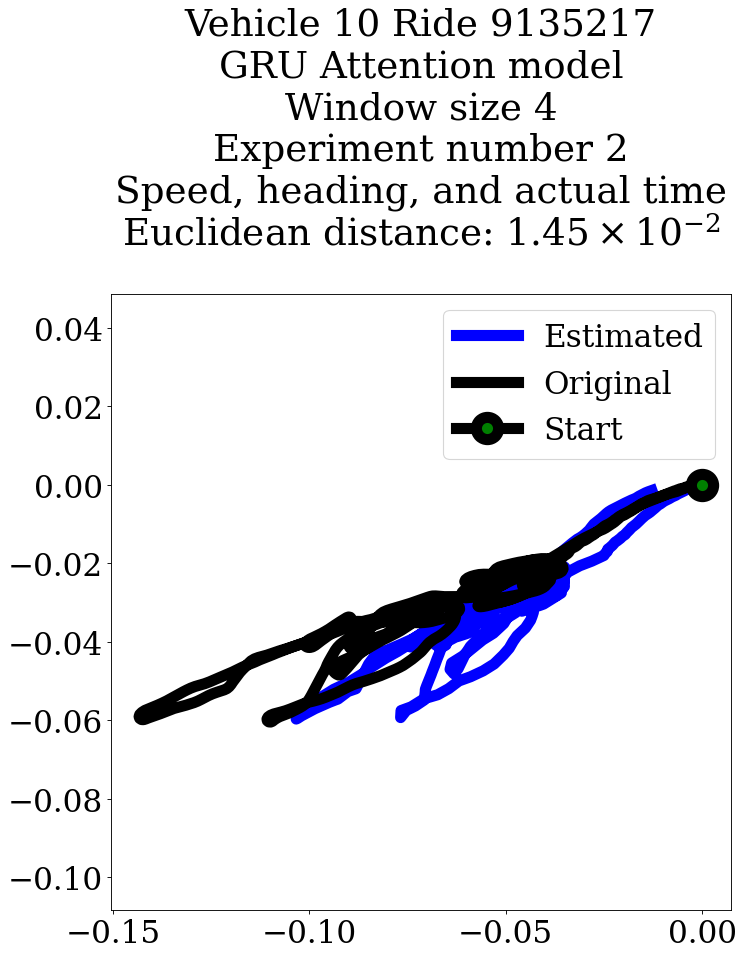 Vehicle 10 Ride 9135217
GRU Attention model
Window size 4
Experiment number 2
Speed, heading, and actual time
Euclidean distance: 1.45 × 10⁻²
Estimated
Original
Start
0.04
0.02
0.00
−0.02
−0.04
−0.06
−0.08
−0.10
−0.15 −0.10 −0.05 0.00